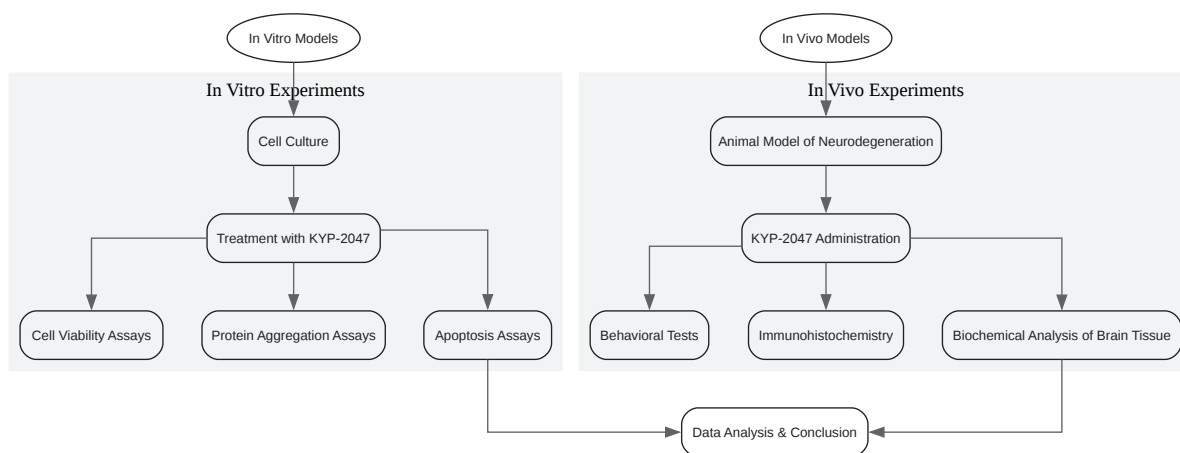 In Vitro Models
In Vivo Models
In Vitro Experiments
In Vivo Experiments
Cell Culture
Animal Model of Neurodegeneration
Treatment with KYP-2047
KYP-2047 Administration
Cell Viability Assays
Protein Aggregation Assays
Apoptosis Assays
Behavioral Tests
Immunohistochemistry
Biochemical Analysis of Brain Tissue
Data Analysis & Conclusion